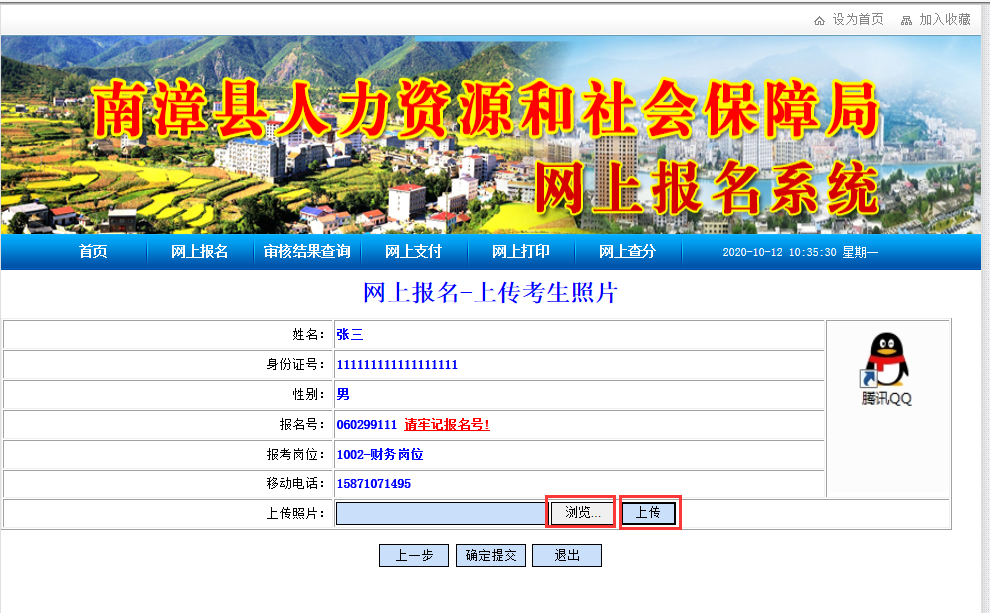 设为首页 加入收藏
南漳县人力资源和社会保障局
网上报名系统
首页 网上报名 审核结果查询 网上支付 网上打印 网上查分 2020-10-12 10:35:30 星期一
网上报名-上传考生照片
姓名： 张三
身份证号： 111111111111111111
性别： 男
报名号： 060299111 请牢记报名号!
报考岗位： 1002-财务岗位
移动电话： 15871071495
腾讯QQ
上传照片： 浏览... 上传
上一步 确定提交 退出